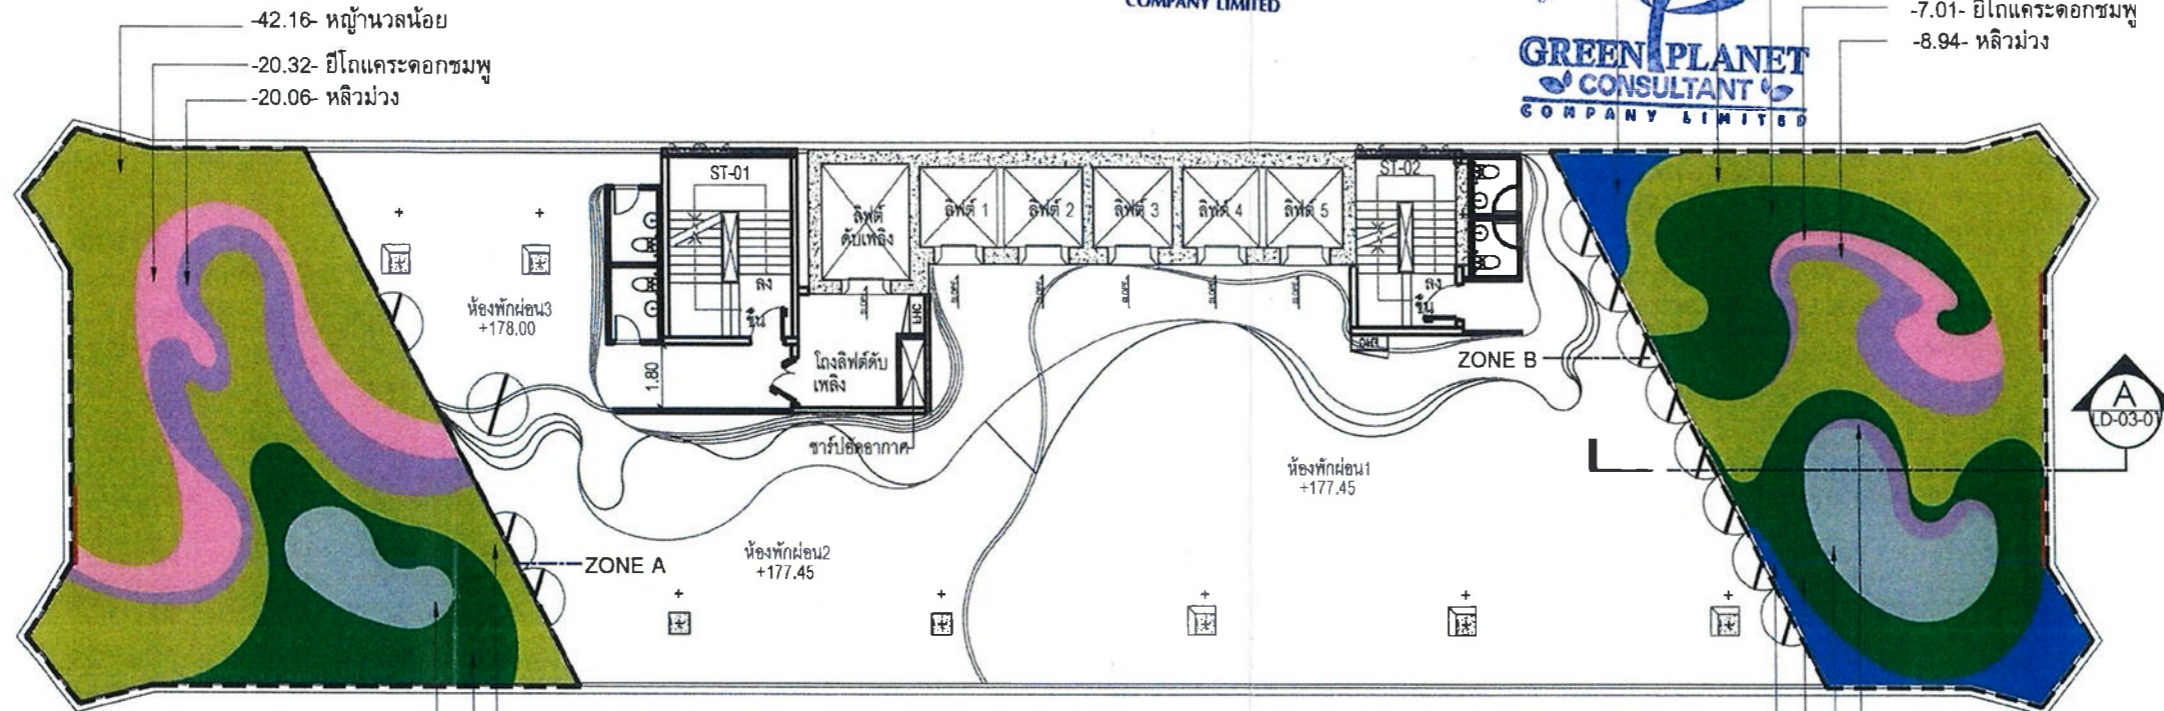 COMPANY LIMITED
-42.16- หญ้านวลน้อย
-20.32- ยี่โถแคระดอกชมพู
-20.06- หลิวม่วง
-7.01- ยี่โถแคระดอกชมพู
-8.94- หลิวม่วง
GREEN PLANET
CONSULTANT
COMPANY LIMITED
ST-01
ST-02
ลิฟต์
ดับเพลิง
ลิฟต์ 1
ลิฟต์ 2
ลิฟต์ 3
ลิฟต์ 4
ลิฟต์ 5
ลง
ขึ้น
ลง
ขึ้น
SLOPE
SLOPE
SLOPE
SLOPE
SLOPE
SLOPE
FHC
FHC
ห้องพักผ่อน3
+178.00
1.80
โถงลิฟต์ดับ
เพลิง
ZONE B
A
LD-03-01
ชาร์ปอัดอากาศ
ห้องพักผ่อน1
+177.45
ห้องพักผ่อน2
+177.45
ZONE A